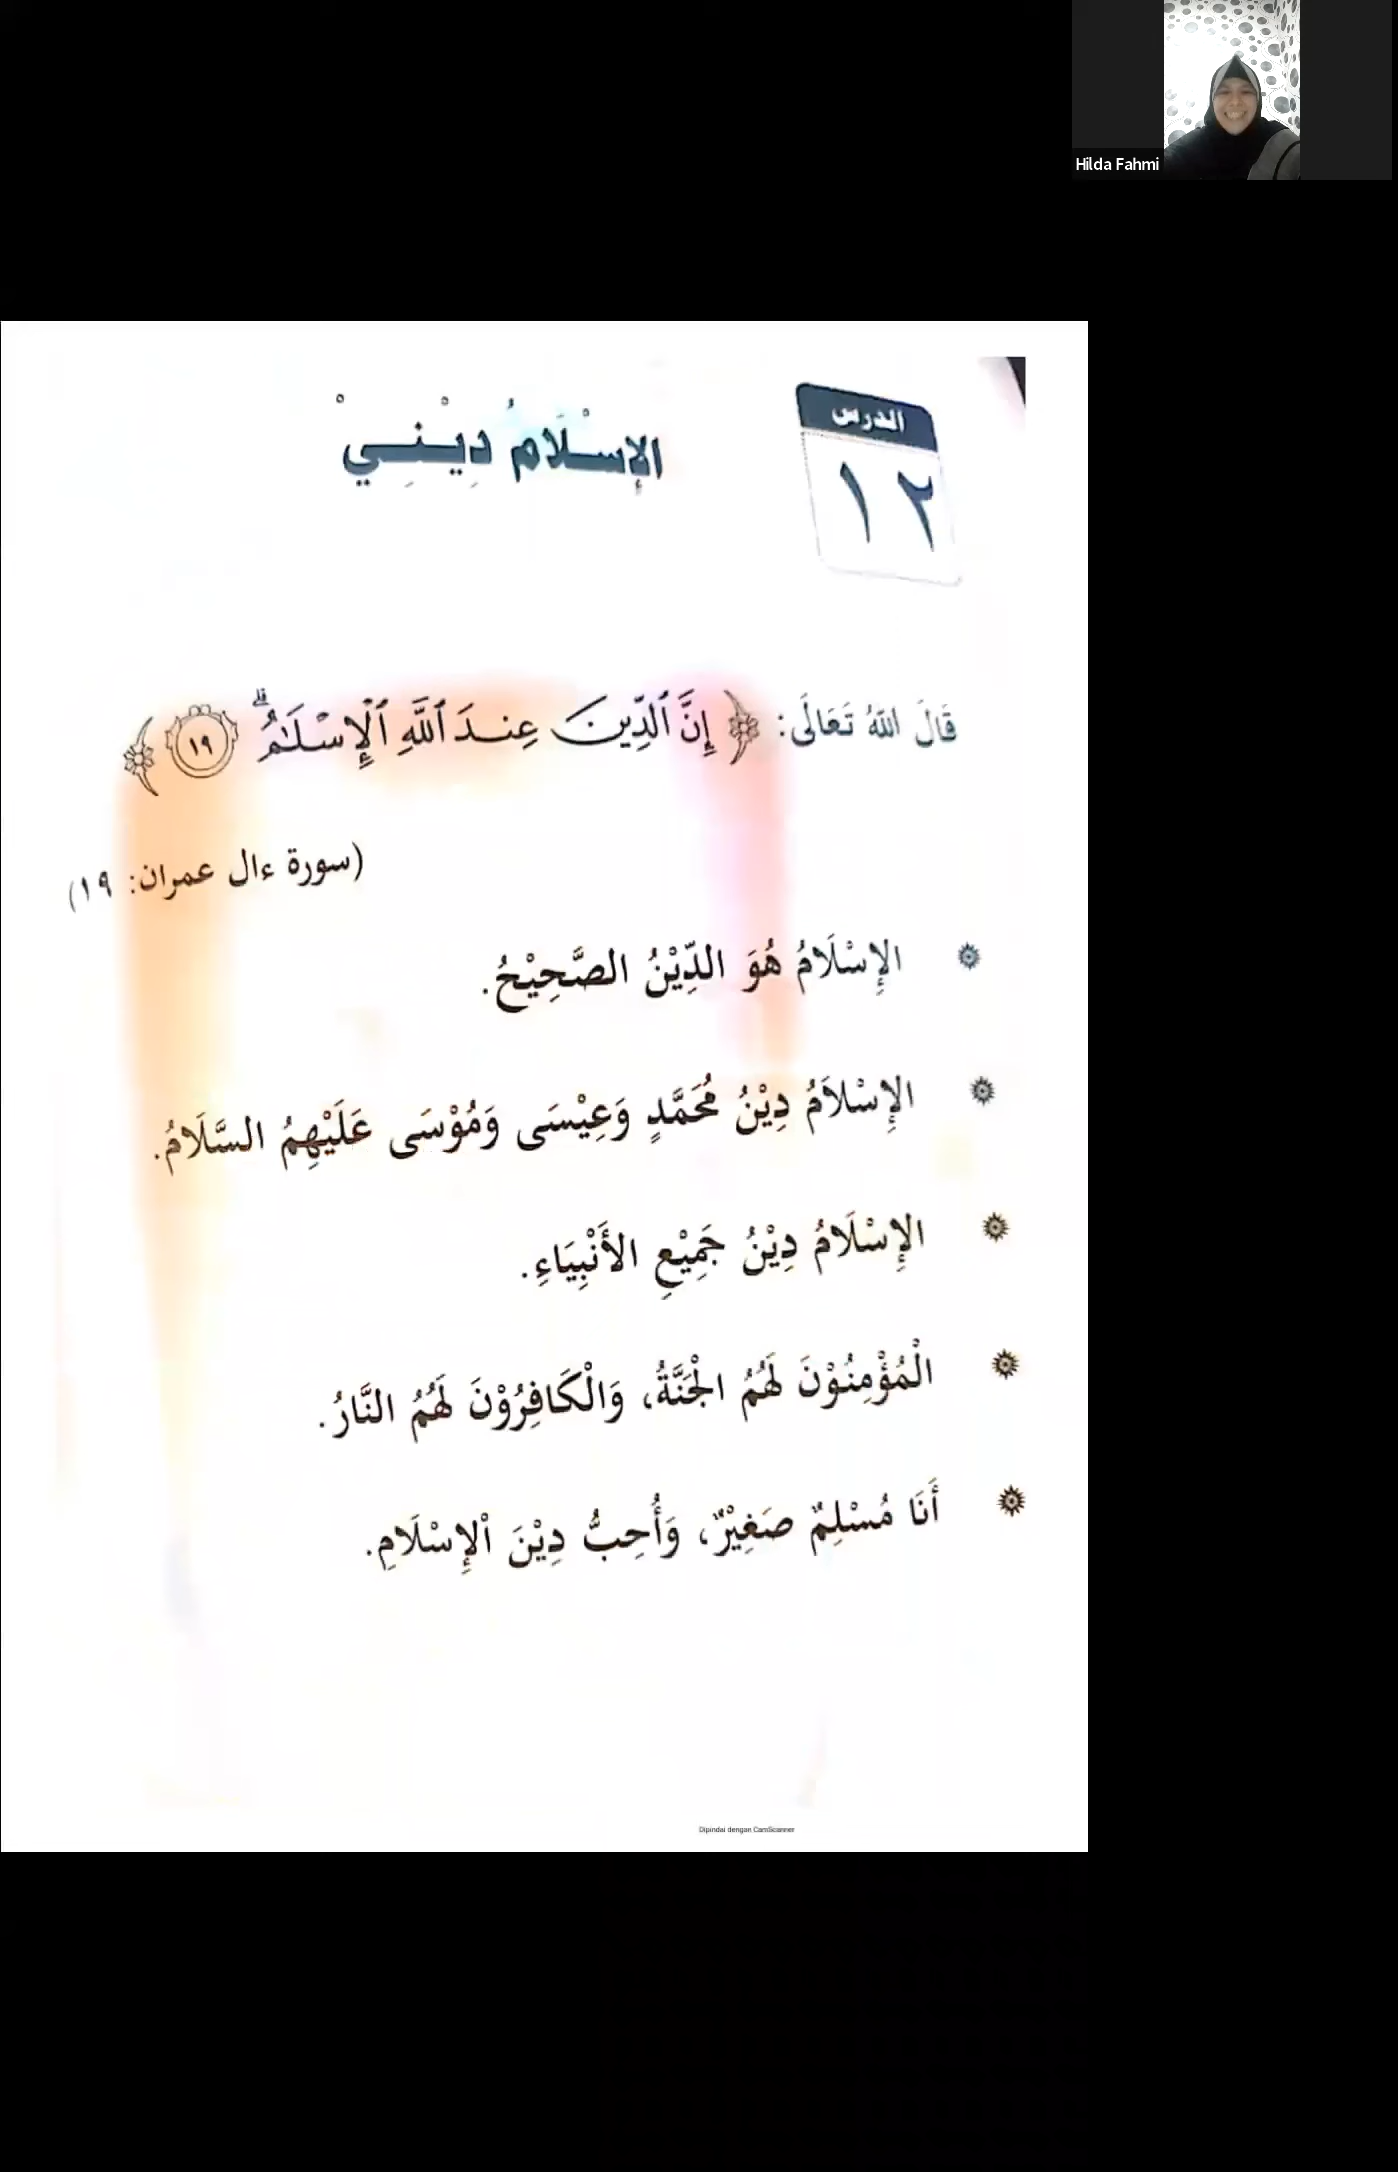 Hilda Fahmi
الدرس
١٢
الإِسْلَامُ دِيْنِيْ
قَالَ اللهُ تَعَالَى: ﴿إِنَّ ٱلدِّينَ عِندَ ٱللَّهِ ٱلْإِسْلَـٰمُ ۗ ١٩﴾
(سورة ءال عمران: ١٩)
الإِسْلَامُ هُوَ الدِّيْنُ الصَّحِيْحُ.
الإِسْلَامُ دِيْنُ مُحَمَّدٍ وَعِيْسَى وَمُوْسَى عَلَيْهِمُ السَّلَامُ.
الإِسْلَامُ دِيْنُ جَمِيْعِ الأَنْبِيَاءِ.
الْمُؤْمِنُوْنَ لَهُمُ الْجَنَّةُ، وَالْكَافِرُوْنَ لَهُمُ النَّارُ.
أَنَا مُسْلِمٌ صَغِيْرٌ، وَأُحِبُّ دِيْنَ الْإِسْلَامِ.
Dipindai dengan CamScanner